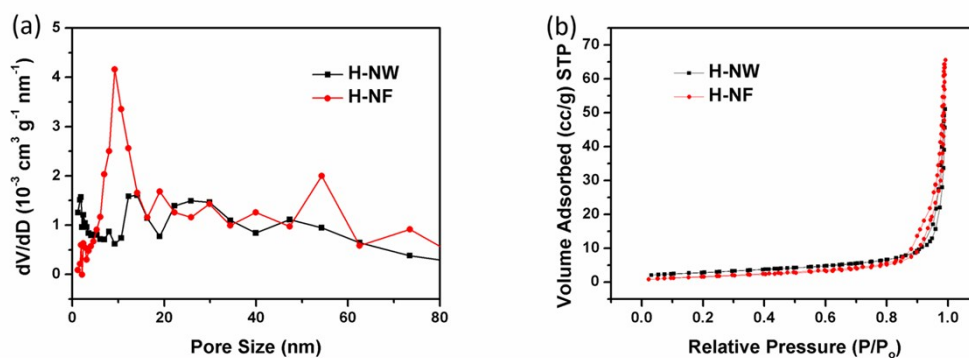 (a)
5
4
3
2
1
0
dV/dD (10⁻³ cm³ g⁻¹ nm⁻¹)
H-NW
H-NF
0 20 40 60 80
Pore Size (nm)
(b)
70
60
50
40
30
20
10
0
Volume Adsorbed (cc/g) STP
H-NW
H-NF
0.0 0.2 0.4 0.6 0.8 1.0
Relative Pressure (P/Pₒ)